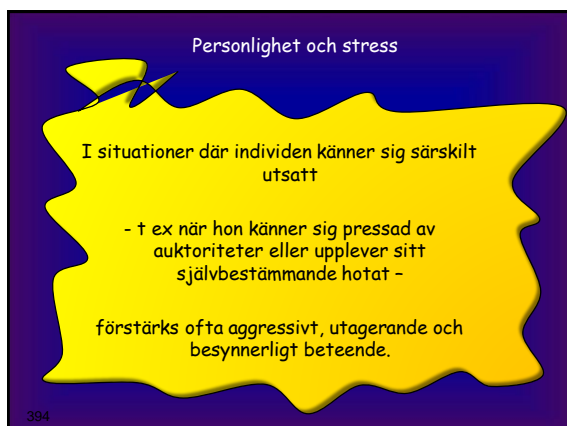 Personlighet och stress
I situationer där individen känner sig särskilt
utsatt
- t ex när hon känner sig pressad av
auktoriteter eller upplever sitt
självbestämmande hotat –
förstärks ofta aggressivt, utagerande och
besynnerligt beteende.
394